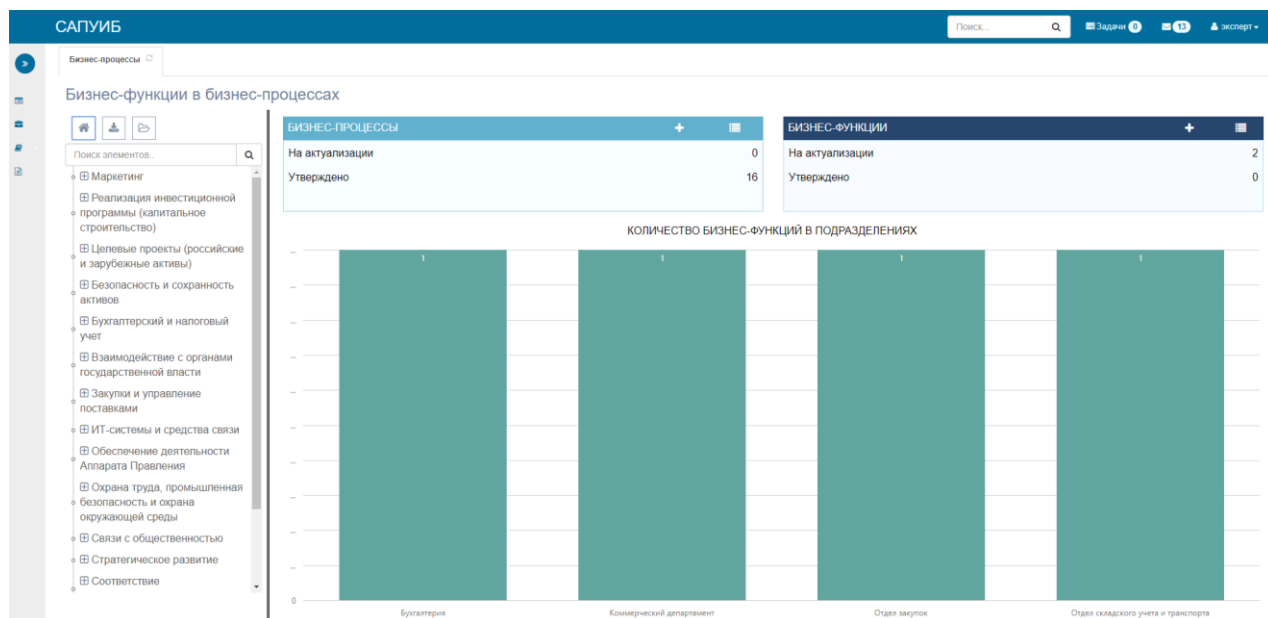 САПУИБ
Поиск...
Задачи 0
13
эксперт
Бизнес-процессы
Бизнес-функции в бизнес-процессах
Поиск элементов..
Маркетинг
Реализация инвестиционной
программы (капитальное
строительство)
Целевые проекты (российские
и зарубежные активы)
Безопасность и сохранность
активов
Бухгалтерский и налоговый
учет
Взаимодействие с органами
государственной власти
Закупки и управление
поставками
ИТ-системы и средства связи
Обеспечение деятельности
Аппарата Правления
Охрана труда, промышленная
безопасность и охрана
окружающей среды
Связи с общественностью
Стратегическое развитие
Соответствие
БИЗНЕС-ПРОЦЕССЫ
На актуализации 0
Утверждено 16
БИЗНЕС-ФУНКЦИИ
На актуализации 2
Утверждено 0
КОЛИЧЕСТВО БИЗНЕС-ФУНКЦИЙ В ПОДРАЗДЕЛЕНИЯХ
1 1 1 1
0
Бухгалтерия Коммерческий департамент Отдел закупок Отдел складского учета и транспорта